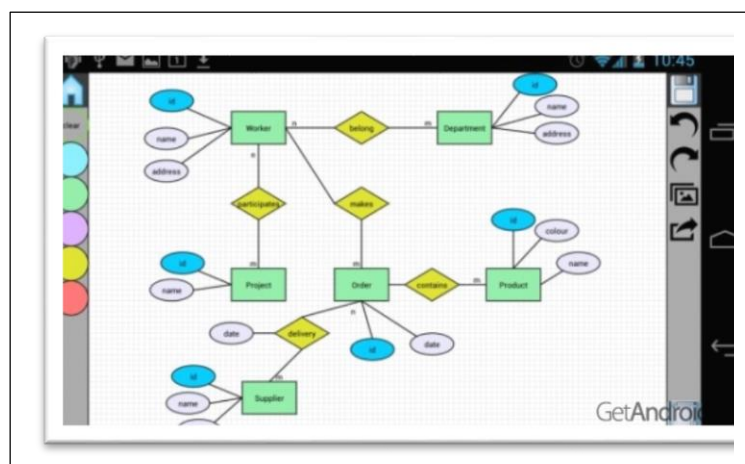 10:45
clear
id
name
address
Worker
n
belong
m
Department
id
name
address
n
participates
makes
m
Project
id
name
m
Order
n
contains
m
Product
id
colour
name
date
delivery
id
date
m
Supplier
id
name
GetAndroid